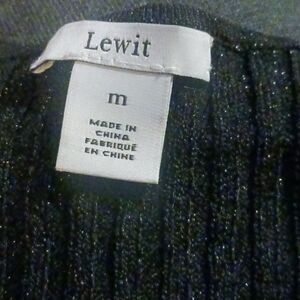 Lewit
m
MADE IN
CHINA
FABRIQUÉ
EN CHINE